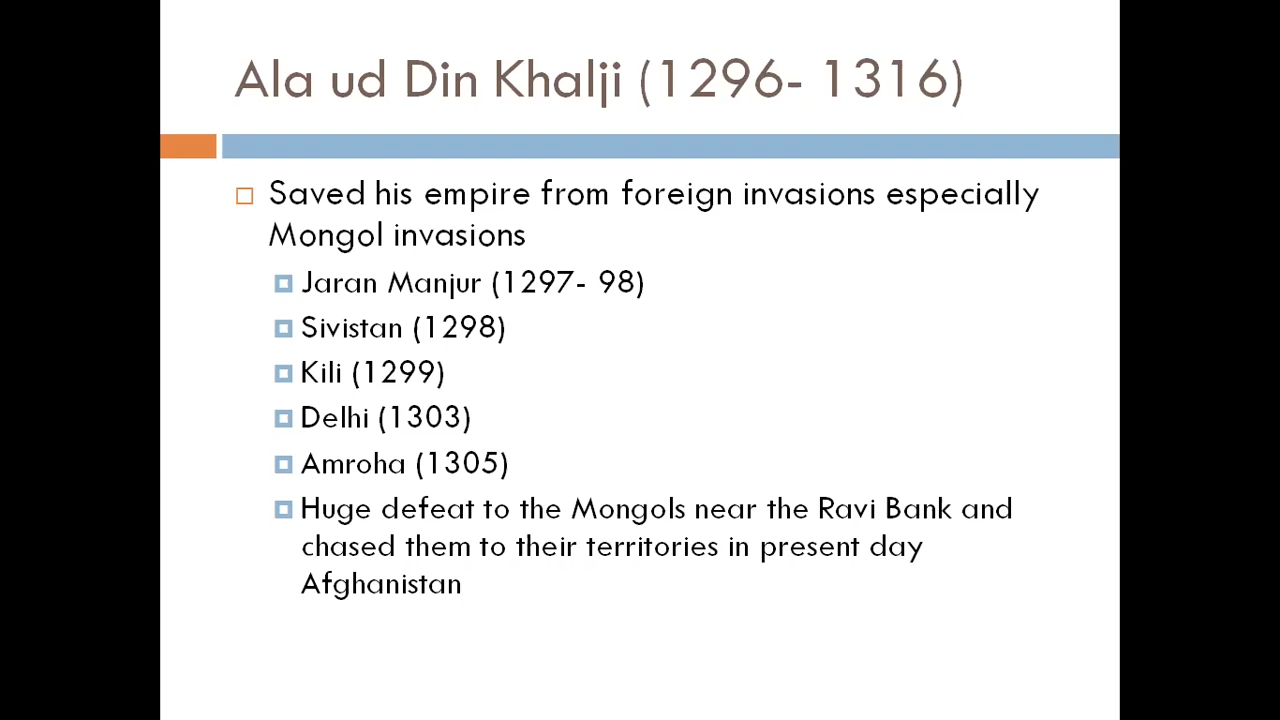 Ala ud Din Khalji (1296- 1316)
Saved his empire from foreign invasions especially
Mongol invasions
Jaran Manjur (1297- 98)
Sivistan (1298)
Kili (1299)
Delhi (1303)
Amroha (1305)
Huge defeat to the Mongols near the Ravi Bank and
chased them to their territories in present day
Afghanistan